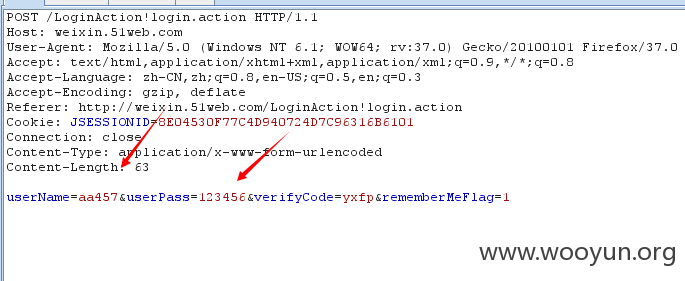 POST /LoginAction!login.action HTTP/1.1
Host: weixin.51web.com
User-Agent: Mozilla/5.0 (Windows NT 6.1; WOW64; rv:37.0) Gecko/20100101 Firefox/37.0
Accept: text/html,application/xhtml+xml,application/xml;q=0.9,*/*;q=0.8
Accept-Language: zh-CN,zh;q=0.8,en-US;q=0.5,en;q=0.3
Accept-Encoding: gzip, deflate
Referer: http://weixin.51web.com/LoginAction!login.action
Cookie: JSESSIONID=8E04530F77C4D940724D7C96316B6101
Connection: close
Content-Type: application/x-www-form-urlencoded
Content-Length: 63
userName=aa457&userPass=123456&verifyCode=yxfp&rememberMeFlag=1
www.wooyun.org